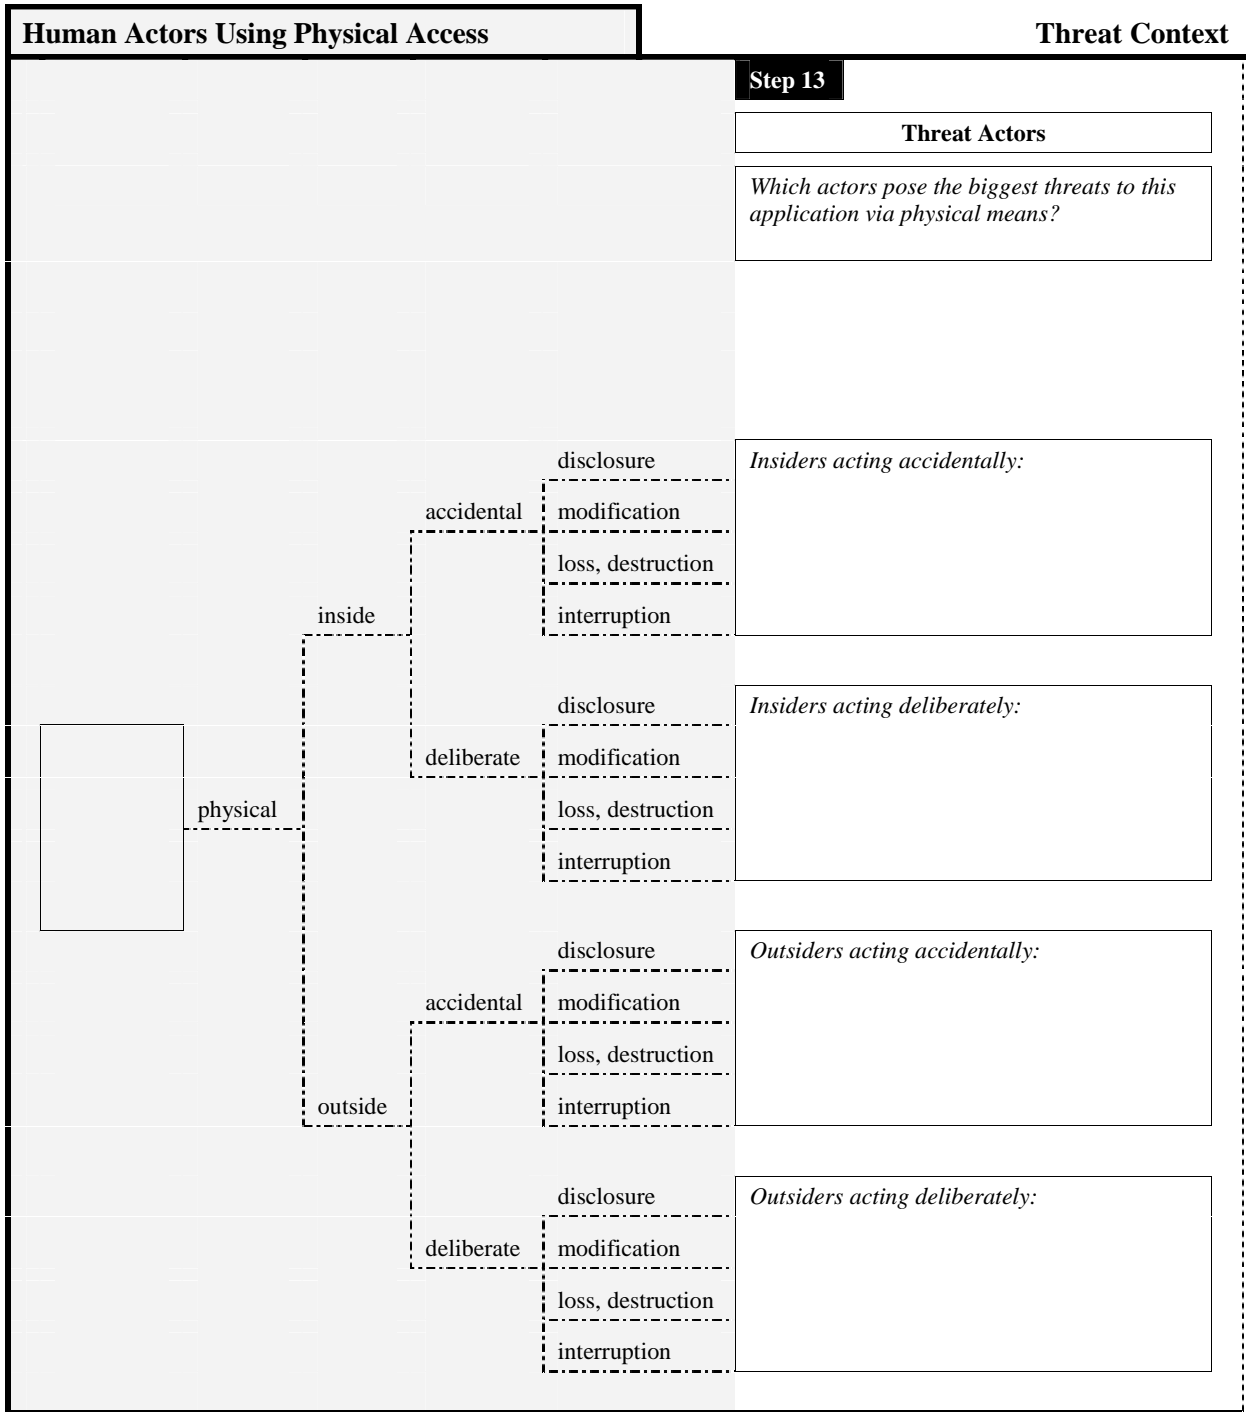 Human Actors Using Physical Access
Threat Context
Step 13
Threat Actors
Which actors pose the biggest threats to this
application via physical means?
disclosure
Insiders acting accidentally:
accidental
modification
loss, destruction
inside
interruption
disclosure
Insiders acting deliberately:
deliberate
modification
physical
loss, destruction
interruption
disclosure
Outsiders acting accidentally:
accidental
modification
loss, destruction
outside
interruption
disclosure
Outsiders acting deliberately:
deliberate
modification
loss, destruction
interruption